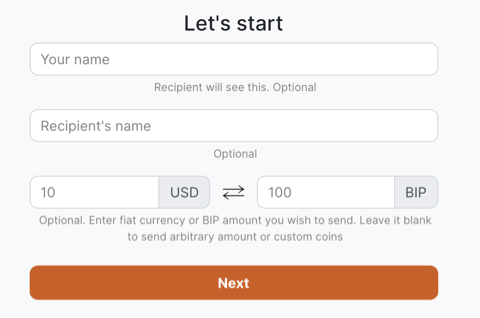 Let's start
Your name
Recipient will see this. Optional
Recipient's name
Optional
10 USD 100 BIP
Optional. Enter fiat currency or BIP amount you wish to send. Leave it blank
to send arbitrary amount or custom coins
Next